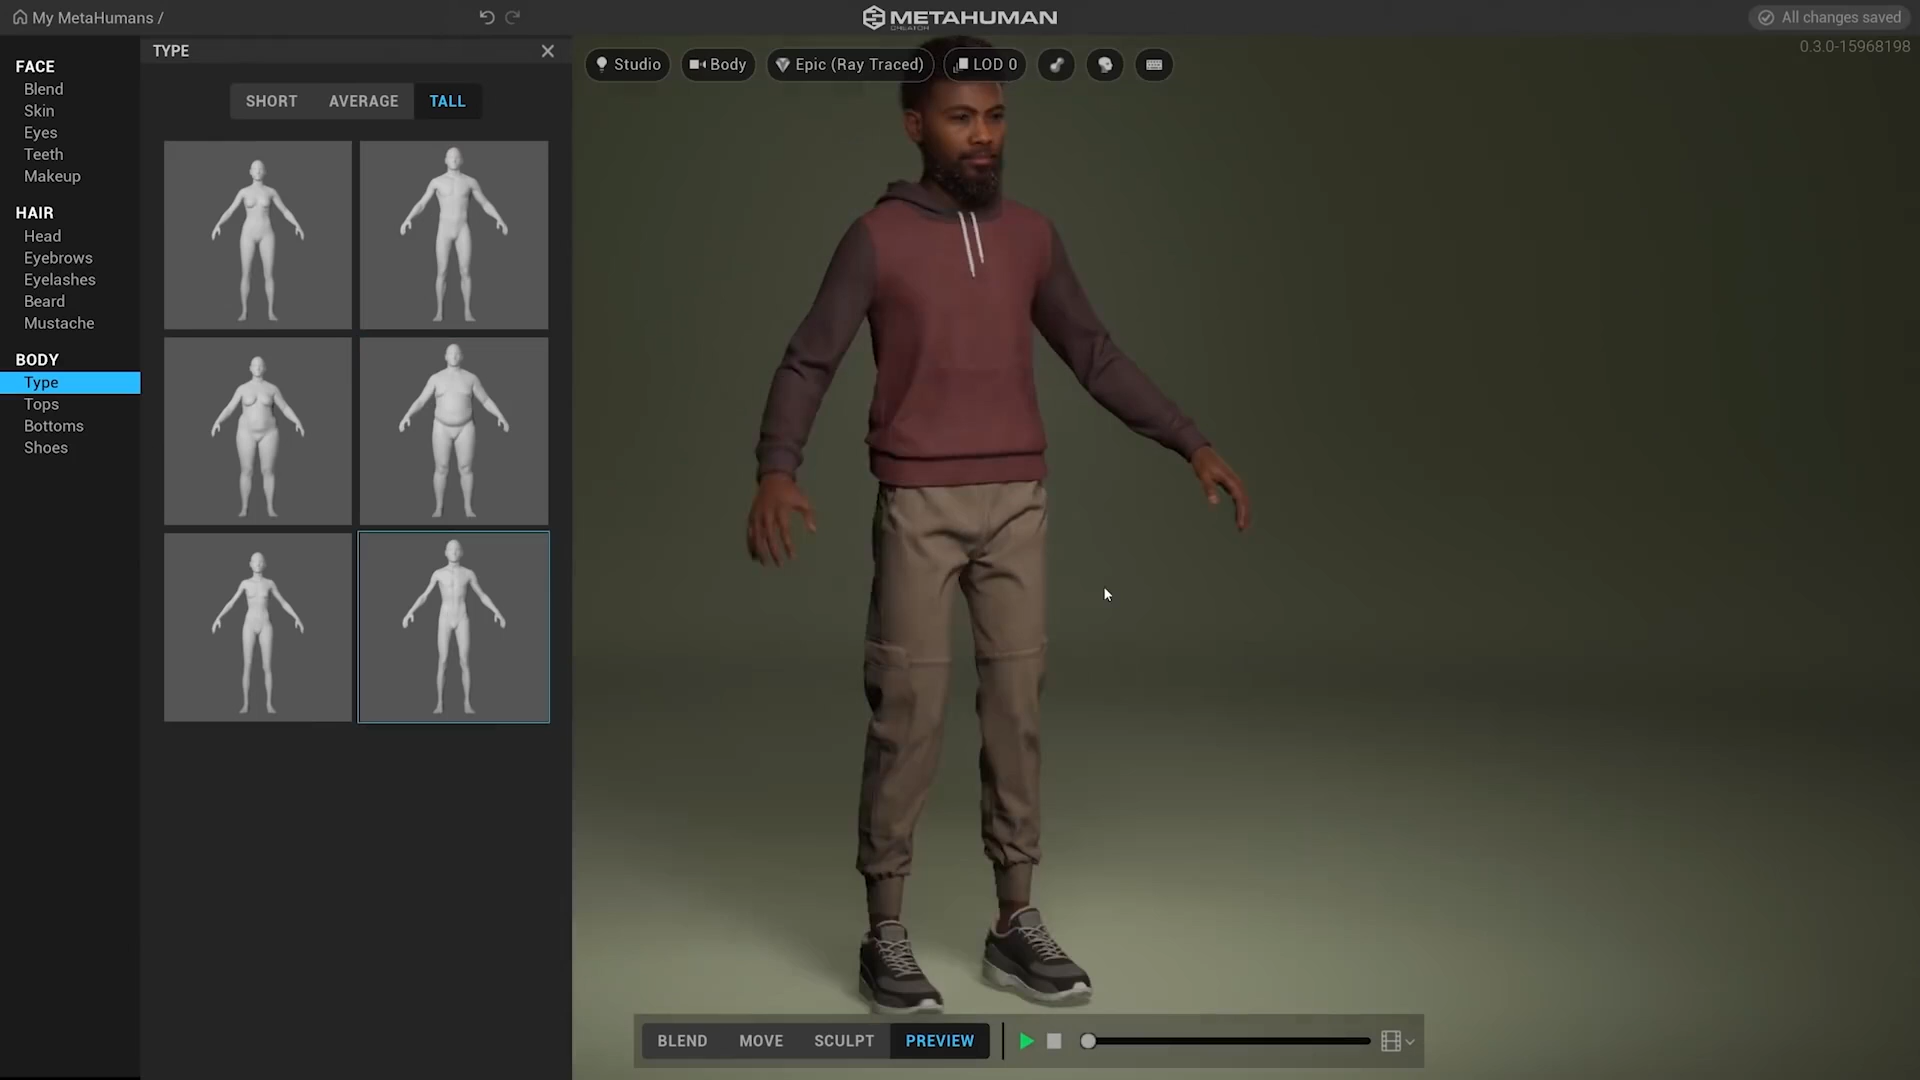 My MetaHumans /
METAHUMAN
CREATOR
All changes saved
0.3.0-15968198
FACE
Blend
Skin
Eyes
Teeth
Makeup
HAIR
Head
Eyebrows
Eyelashes
Beard
Mustache
BODY
Type
Tops
Bottoms
Shoes
TYPE
SHORT AVERAGE TALL
Studio Body Epic (Ray Traced) LOD 0
BLEND MOVE SCULPT PREVIEW